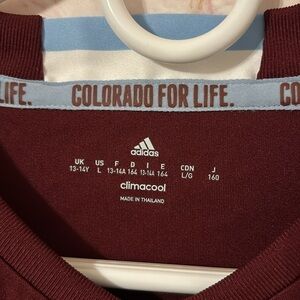 LIFE. COLORADO FOR LIFE. CO
adidas
UK US F D I E CDN J
13-14Y L 13-14A 164 13-14A 164 L/G 160
climacool
MADE IN THAILAND